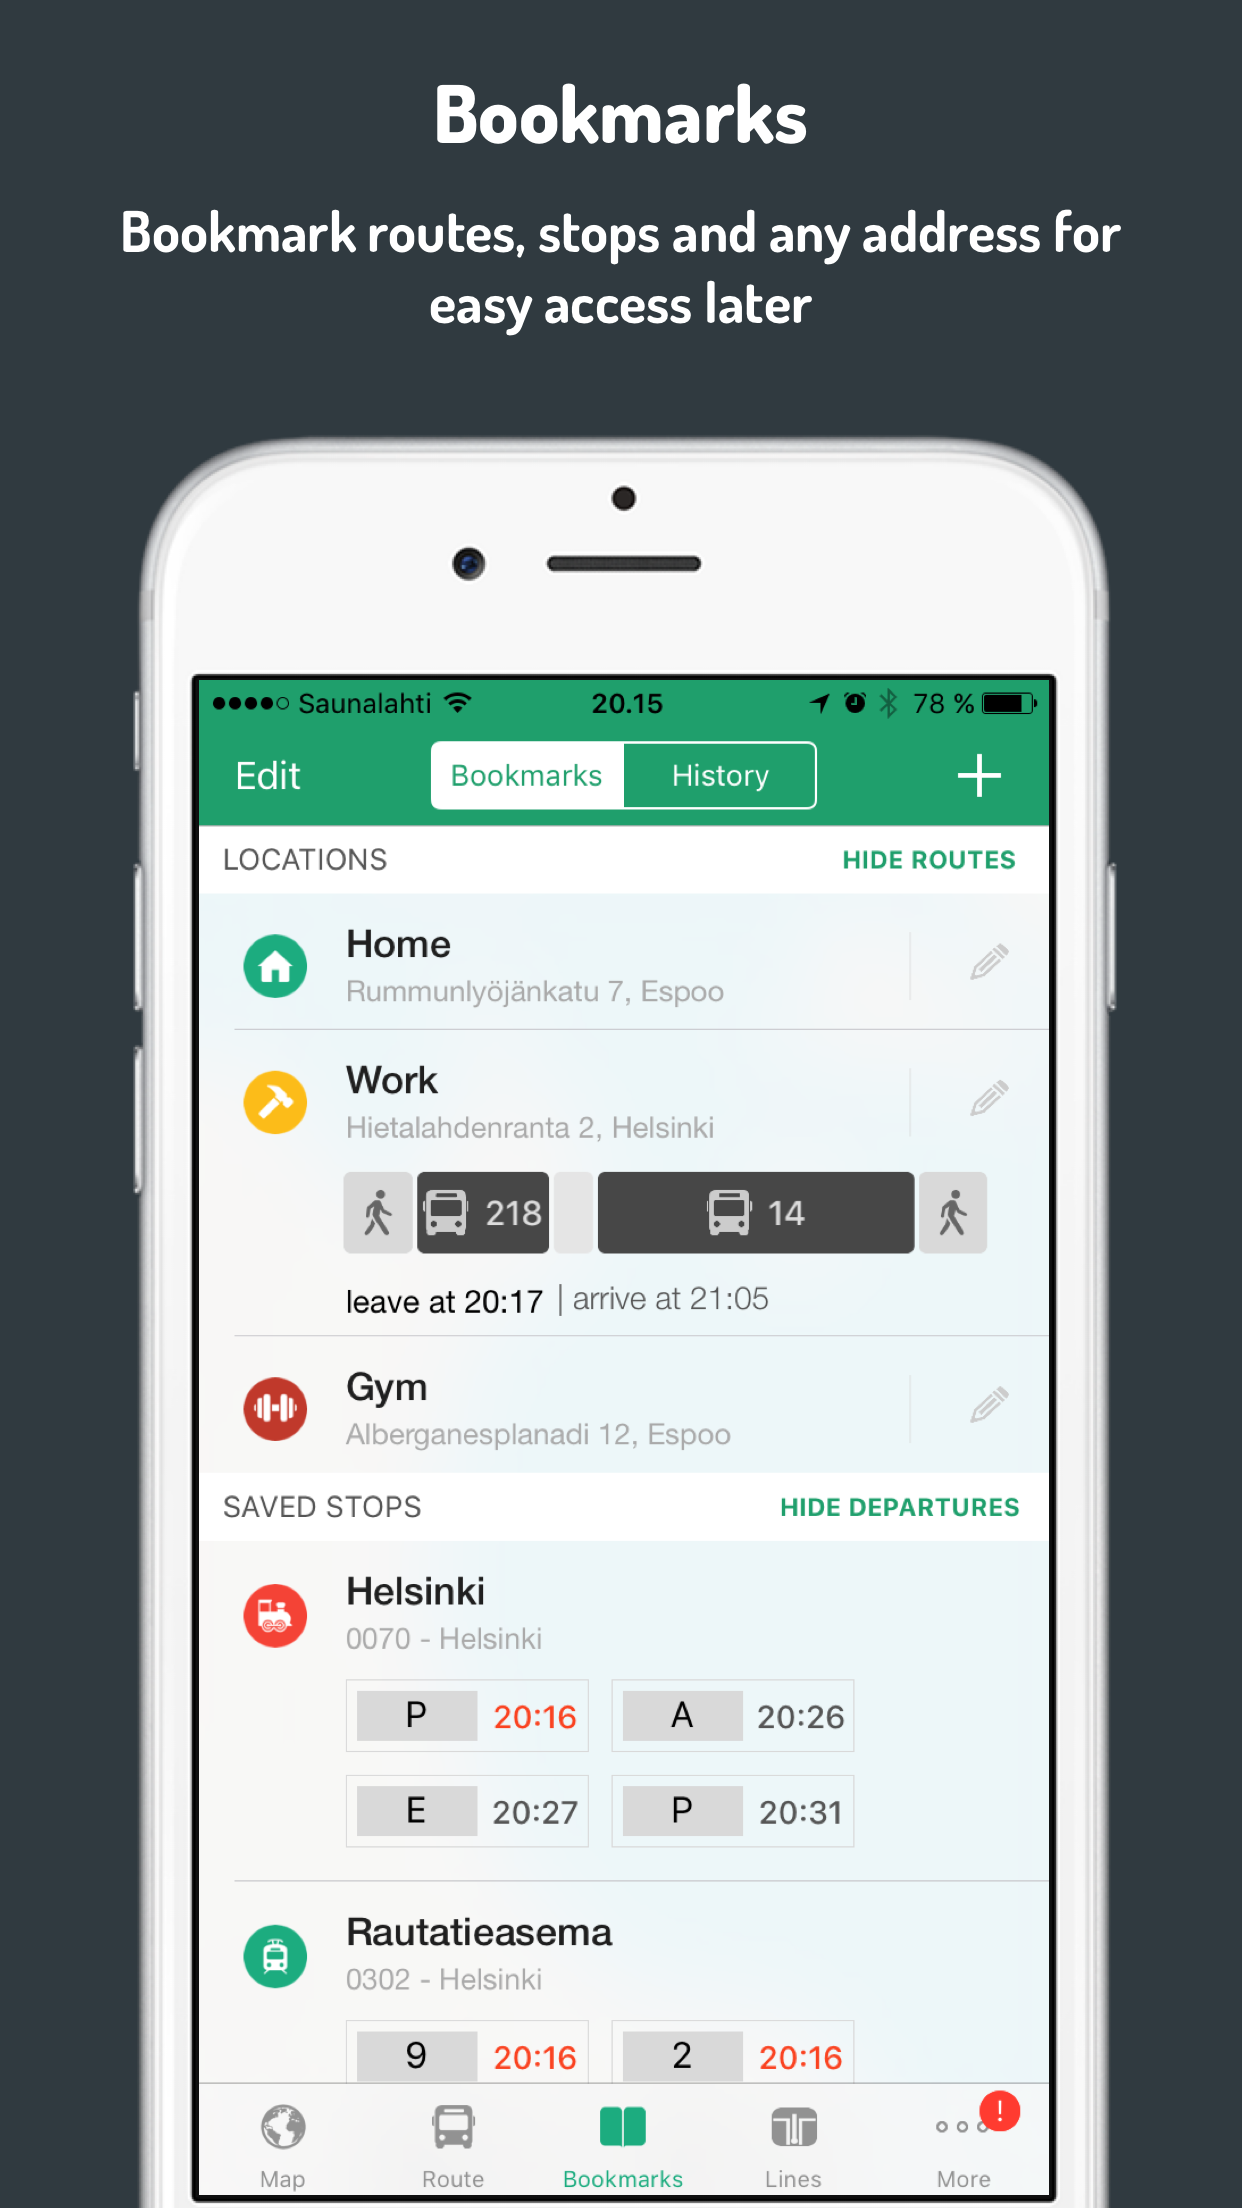 Bookmarks
Bookmark routes, stops and any address for
easy access later
Saunalahti 20.15 78 %
Edit Bookmarks History
LOCATIONS HIDE ROUTES
Home
Rummunlyöjänkatu 7, Espoo
Work
Hietalahdenranta 2, Helsinki
218 14
leave at 20:17 | arrive at 21:05
Gym
Alberganesplanadi 12, Espoo
SAVED STOPS HIDE DEPARTURES
Helsinki
0070 - Helsinki
P 20:16 A 20:26
E 20:27 P 20:31
Rautatieasema
0302 - Helsinki
9 20:16 2 20:16
!
Map Route Bookmarks Lines More